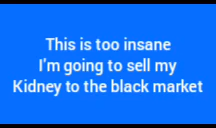 This is too insane
I'm going to sell my
Kidney to the black market